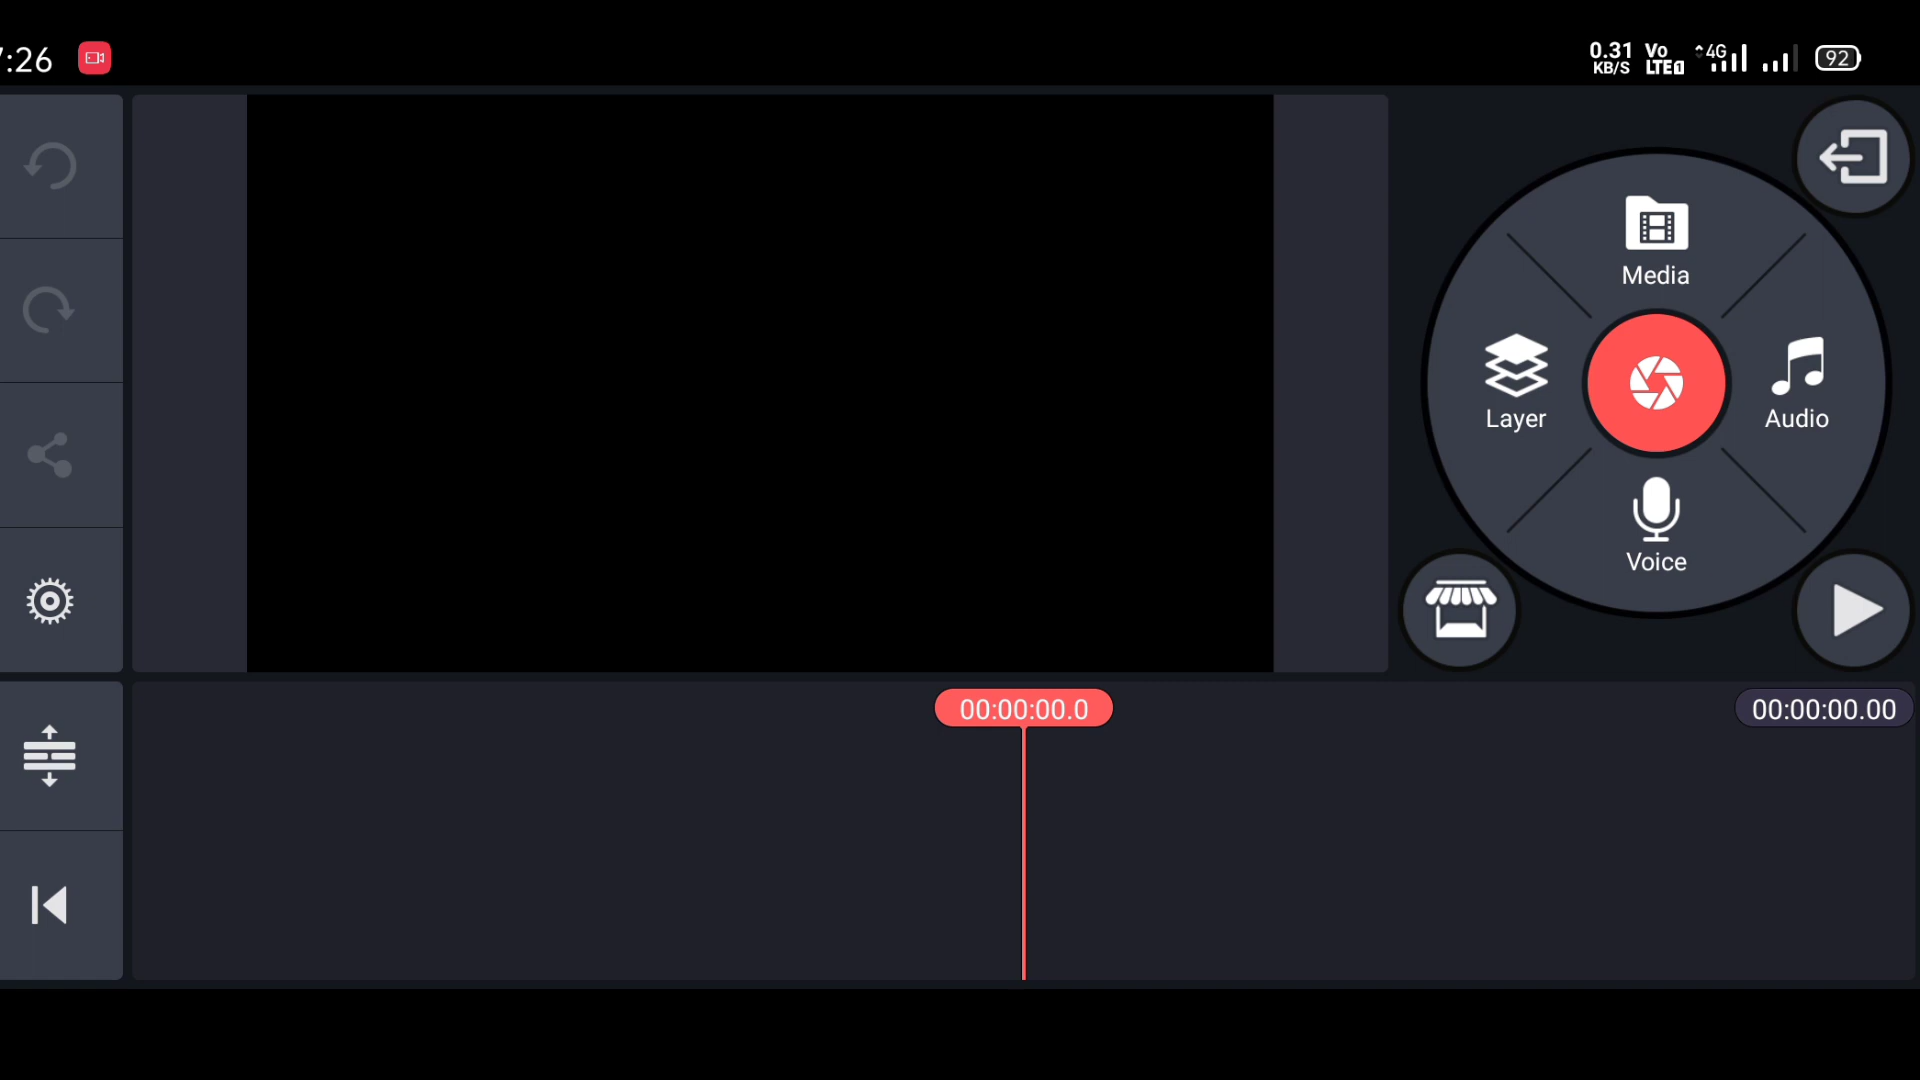 :26
0.31
KB/S
Vo
LTE1
4G
92
Media
Layer
Audio
Voice
00:00:00.0
00:00:00.00